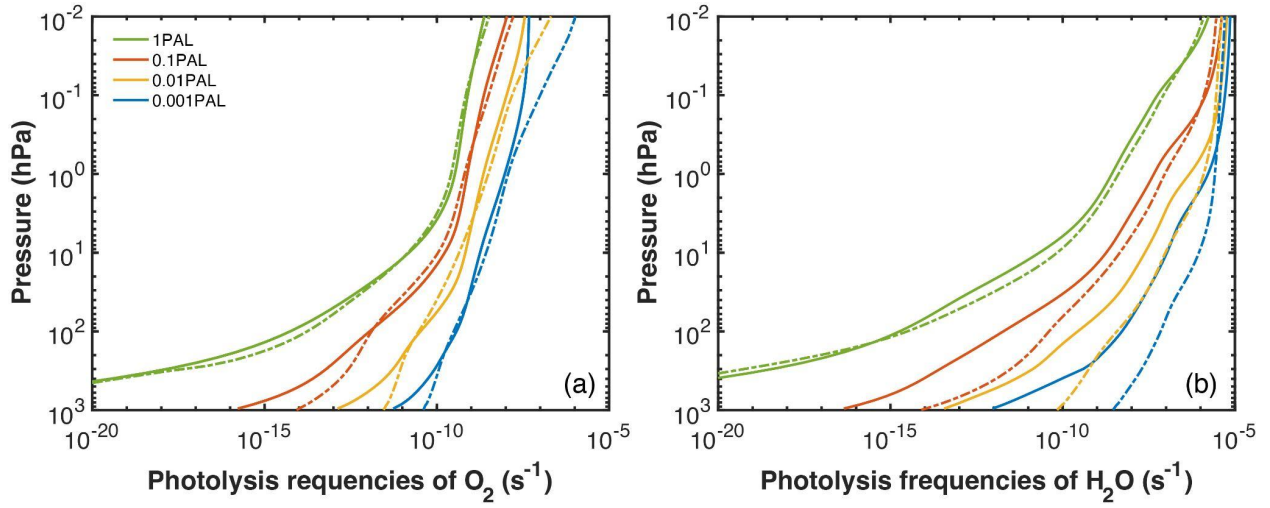 10^-2
10^-1
10^0
10^1
10^2
10^3
Pressure (hPa)
1PAL
0.1PAL
0.01PAL
0.001PAL
(a)
10^-20
10^-15
10^-10
10^-5
Photolysis requencies of O_2 (s^-1)
10^-2
10^-1
10^0
10^1
10^2
10^3
Pressure (hPa)
(b)
10^-20
10^-15
10^-10
10^-5
Photolysis frequencies of H_2O (s^-1)